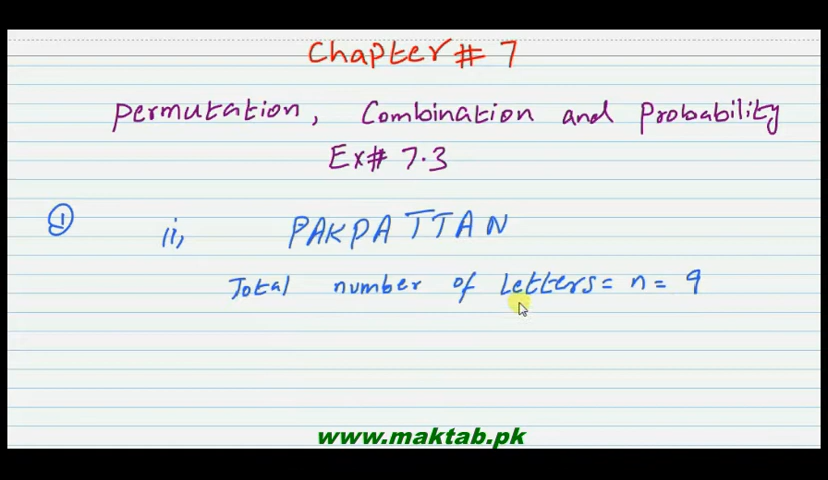 Chapter # 7
Permutation, Combination and Probability
Ex# 7.3
① ii, PAKPATTAN
Total number of Letters = n = 9
www.maktab.pk